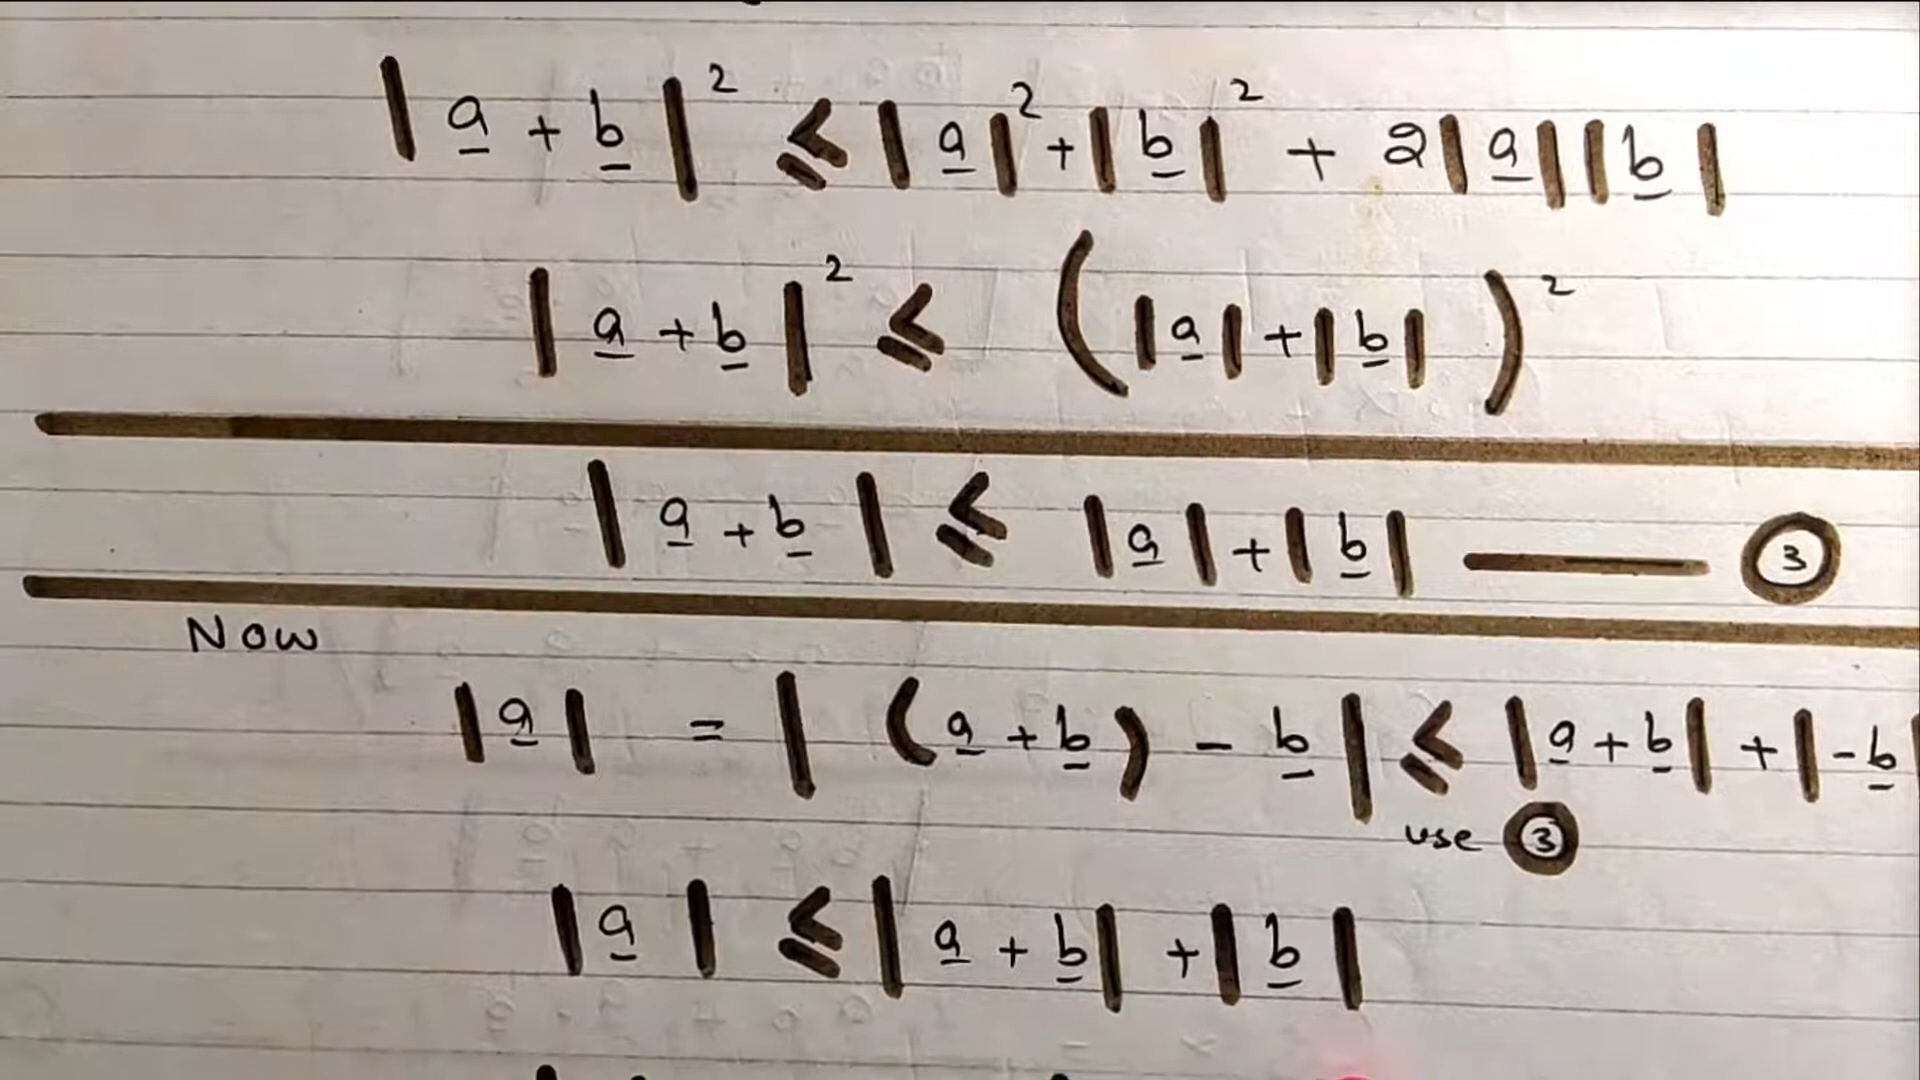 |a̲ + b̲|² ≤ |a̲|² + |b̲|² + 2|a̲||b̲|
|a̲ + b̲|² ≤ (|a̲| + |b̲|)²
|a̲ + b̲| ≤ |a̲| + |b̲| — ③
Now
|a̲| = |(a̲ + b̲) - b̲| ≤ |a̲ + b̲| + |-b̲|
use ③
|a̲| ≤ |a̲ + b̲| + |b̲|